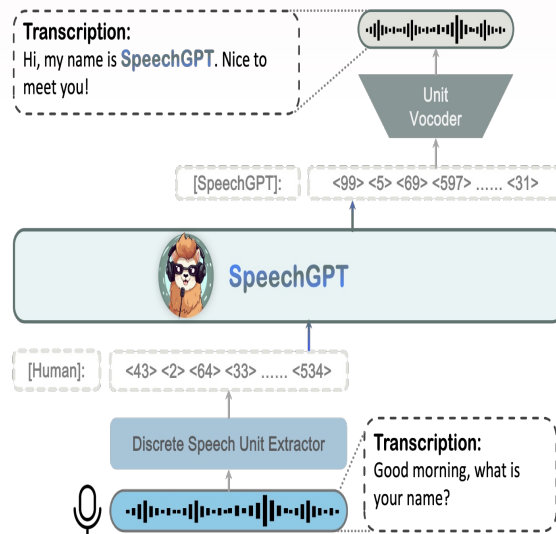 Transcription:
Hi, my name is SpeechGPT. Nice to
meet you!
Unit
Vocoder
[SpeechGPT]: <99> <5> <69> <597> ...... <31>
SpeechGPT
[Human]: <43> <2> <64> <33> ...... <534>
Discrete Speech Unit Extractor
Transcription:
Good morning, what is
your name?